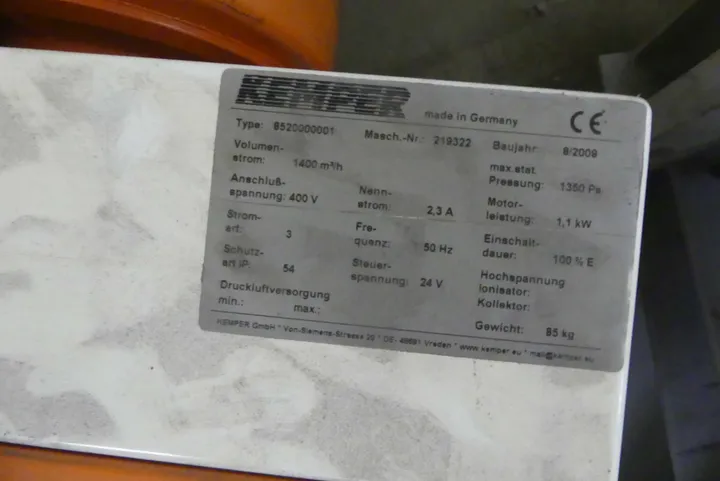 KEMPER
made in Germany CE
Type: 8520000001 Masch.-Nr.: 219322 Baujahr: 8/2009
Volumen-
strom: 1400 m³/h
max.stat.
Pressung: 1350 Pa
Anschluß-
spannung: 400 V
Nenn-
strom: 2,3 A
Motor-
leistung: 1,1 kW
Strom-
art: 3
Fre-
quenz: 50 Hz
Einschalt-
dauer: 100 % E
Schutz-
art IP: 54
Steuer-
spannung: 24 V
Hochspannung
Ionisator:
Kollektor:
Druckluftversorgung
min.: max.:
Gewicht: 85 kg
KEMPER GmbH * Von-Siemens-Strasse 20 * DE- 48691 Vreden * www.kemper.eu * mail@kemper.eu